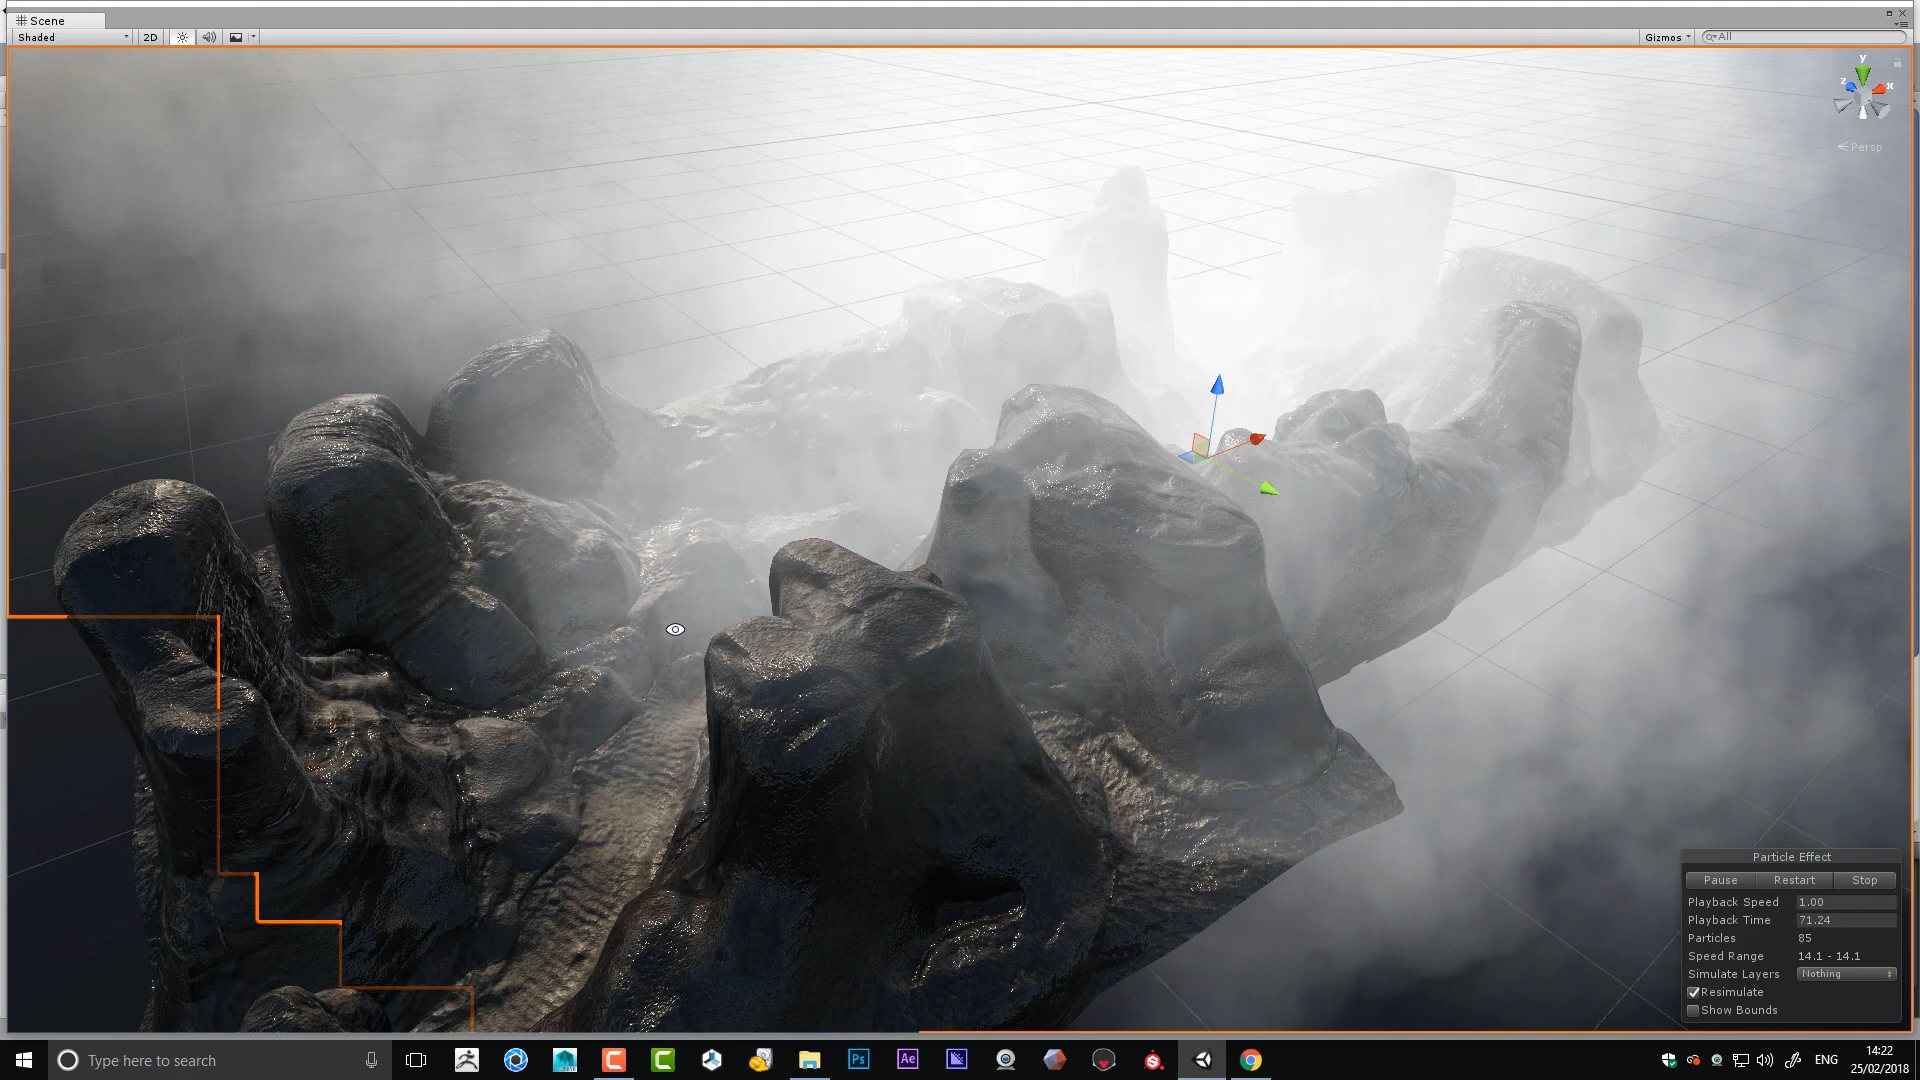 Scene
Shaded
2D
Gizmos
All
y
z
x
Persp
Particle Effect
Pause Restart Stop
Playback Speed 1.00
Playback Time 71.24
Particles 85
Speed Range 14.1 - 14.1
Simulate Layers Nothing
Resimulate
Show Bounds
Type here to search
Ps
Ae
ENG
14:22
25/02/2018